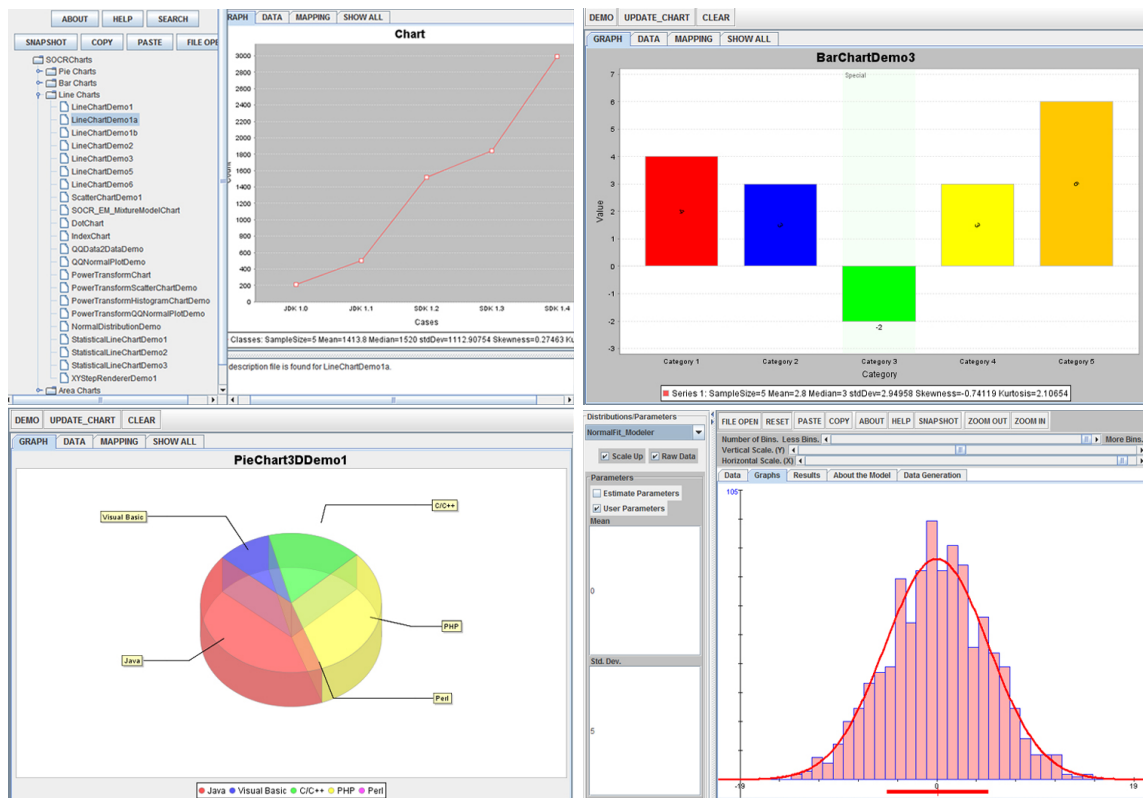 ABOUT HELP SEARCH
SNAPSHOT COPY PASTE FILE OPE
SOCRCharts
Pie Charts
Bar Charts
Line Charts
LineChartDemo1
LineChartDemo1a
LineChartDemo1b
LineChartDemo2
LineChartDemo3
LineChartDemo5
LineChartDemo6
ScatterChartDemo1
SOCR_EM_MixtureModelChart
DotChart
IndexChart
QQData2DataDemo
QQNormalPlotDemo
PowerTransformChart
PowerTransformScatterChartDemo
PowerTransformHistogramChartDemo
PowerTransformQQNormalPlotDemo
NormalDistributionDemo
StatisticalLineChartDemo1
StatisticalLineChartDemo2
StatisticalLineChartDemo3
XYStepRendererDemo1
Area Charts
RAPH DATA MAPPING SHOW ALL
Chart
3000
2800
2600
2400
2200
2000
1800
1600
1400
1200
1000
800
600
400
200
0
JDK 1.0 JDK 1.1 SDK 1.2 SDK 1.3 SDK 1.4
Cases
Classes: SampleSize=5 Mean=1413.8 Median=1520 stdDev=1112.90754 Skewness=0.27463 Ku
description file is found for LineChartDemo1a.
DEMO UPDATE_CHART CLEAR
GRAPH DATA MAPPING SHOW ALL
BarChartDemo3
Special
7
6
5
4
3
2
1
0
-1
-2
-3
Value
4
3
-2
3
6
Category 1 Category 2 Category 3 Category 4 Category 5
Category
Series 1: SampleSize=5 Mean=2.8 Median=3 stdDev=2.94958 Skewness=-0.74119 Kurtosis=2.10654
DEMO UPDATE_CHART CLEAR
GRAPH DATA MAPPING SHOW ALL
PieChart3DDemo1
C/C++
Visual Basic
PHP
Java
Perl
Java Visual Basic C/C++ PHP Perl
Distributions/Parameters
NormalFit_Modeler
Scale Up Raw Data
Parameters
Estimate Parameters
User Parameters
Mean
0
Std. Dev.
5
FILE OPEN RESET PASTE COPY ABOUT HELP SNAPSHOT ZOOM OUT ZOOM IN
Number of Bins. Less Bins. More Bins.
Vertical Scale. (Y)
Horizontal Scale. (X)
Data Graphs Results About the Model Data Generation
105
-19 0 19